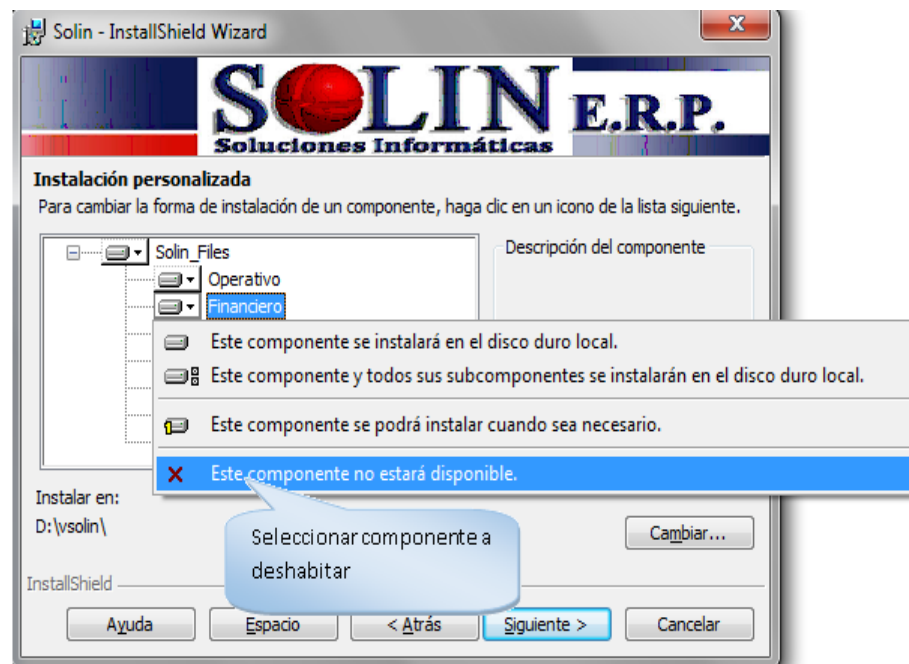 Solin - InstallShield Wizard
SOLIN E.R.P.
Soluciones Informáticas
Instalación personalizada
Para cambiar la forma de instalación de un componente, haga clic en un icono de la lista siguiente.
Solin_Files
Descripción del componente
Operativo
Financiero
Este componente se instalará en el disco duro local.
Este componente y todos sus subcomponentes se instalarán en el disco duro local.
Este componente se podrá instalar cuando sea necesario.
Este componente no estará disponible.
Instalar en:
D:\vsolin\
Cambiar...
Seleccionar componente a
deshabitar
InstallShield
Ayuda
Espacio
< Atrás
Siguiente >
Cancelar